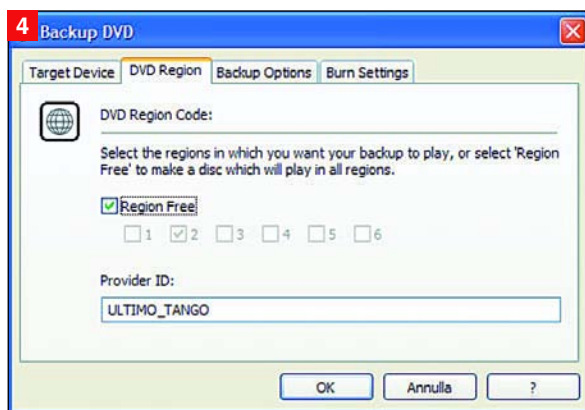 4
Backup DVD
Target Device DVD Region Backup Options Burn Settings
DVD Region Code:
Select the regions in which you want your backup to play, or select 'Region
Free' to make a disc which will play in all regions.
Region Free
1 2 3 4 5 6
Provider ID:
ULTIMO_TANGO
OK Annulla ?